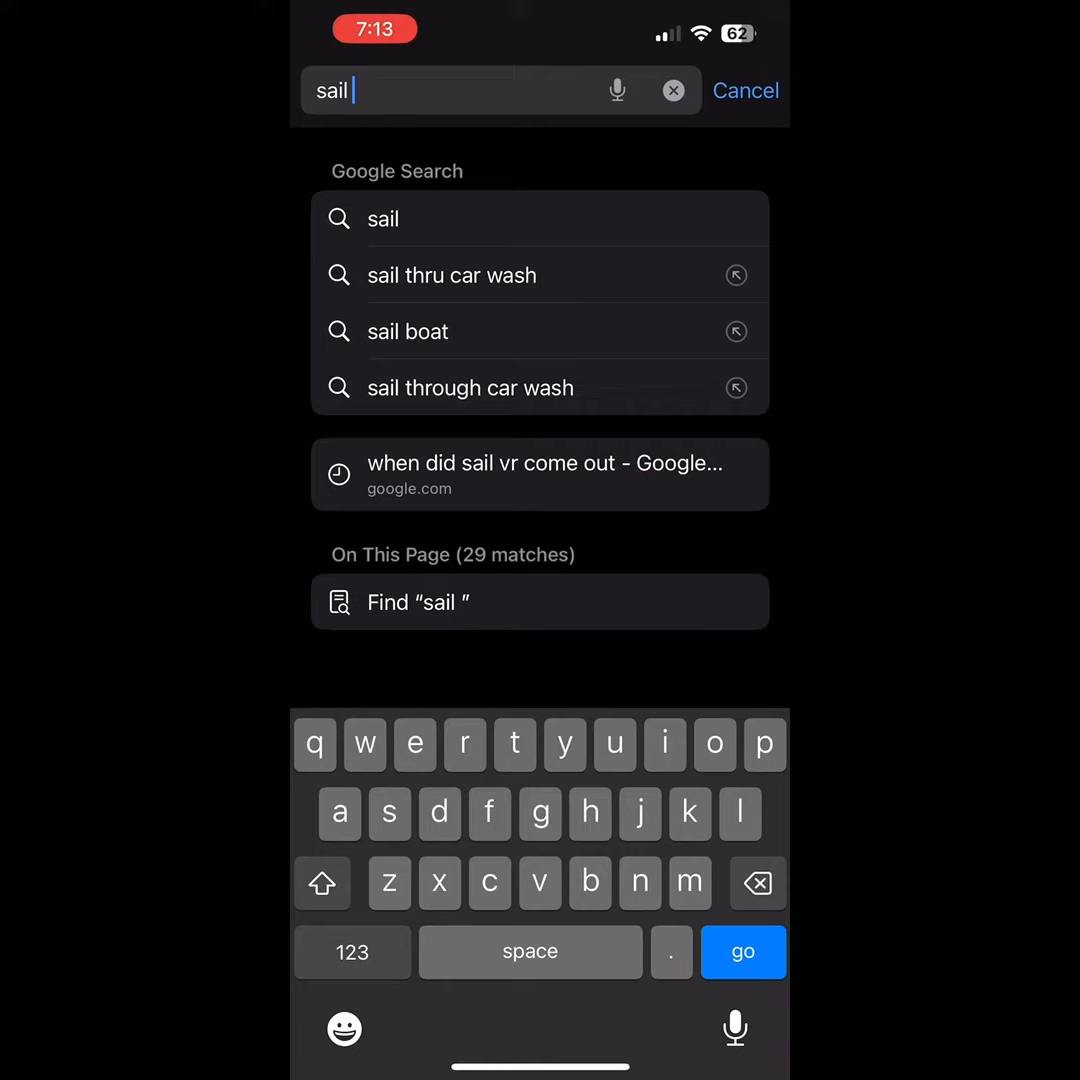 7:13
62
sail
Cancel
Google Search
sail
sail thru car wash
sail boat
sail through car wash
when did sail vr come out - Google...
google.com
On This Page (29 matches)
Find “sail ”
q w e r t y u i o p
a s d f g h j k l
z x c v b n m
123 space . go